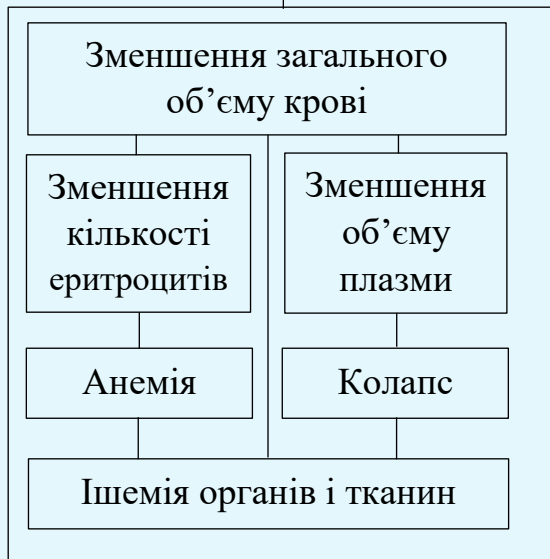 Зменшення загального
об’єму крові
Зменшення
кількості
еритроцитів
Зменшення
об’єму
плазми
Анемія
Колапс
Ішемія органів і тканин